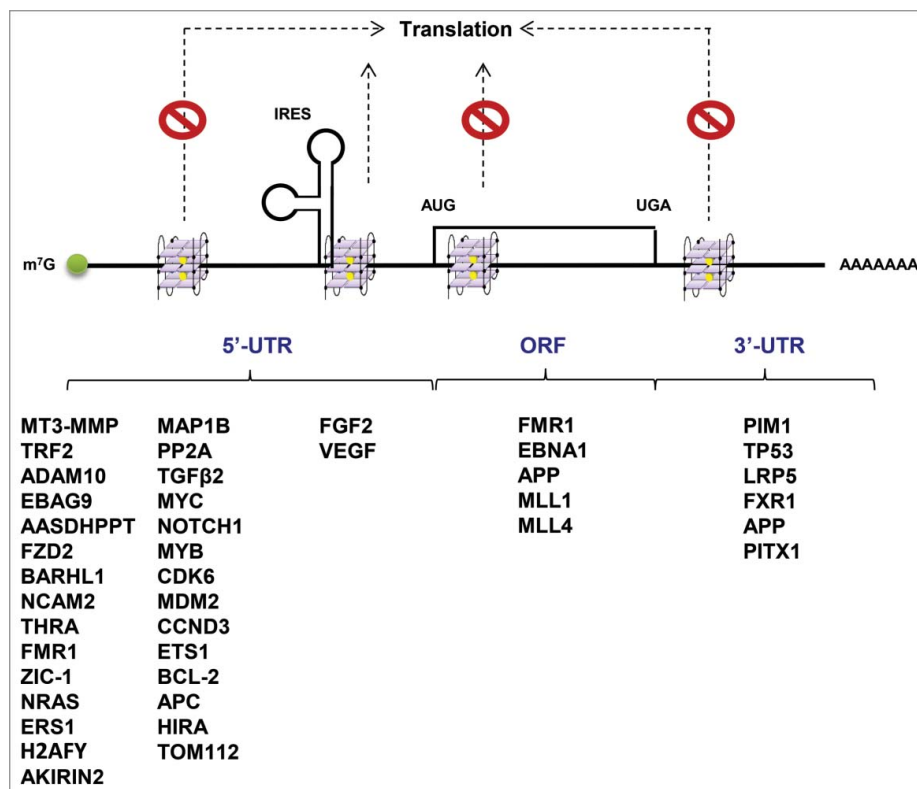 Translation
IRES
AUG
UGA
m⁷G
AAAAAAA
5’-UTR
ORF
3’-UTR
MT3-MMP
TRF2
ADAM10
EBAG9
AASDHPPT
FZD2
BARHL1
NCAM2
THRA
FMR1
ZIC-1
NRAS
ERS1
H2AFY
AKIRIN2
MAP1B
PP2A
TGFβ2
MYC
NOTCH1
MYB
CDK6
MDM2
CCND3
ETS1
BCL-2
APC
HIRA
TOM112
FGF2
VEGF
FMR1
EBNA1
APP
MLL1
MLL4
PIM1
TP53
LRP5
FXR1
APP
PITX1